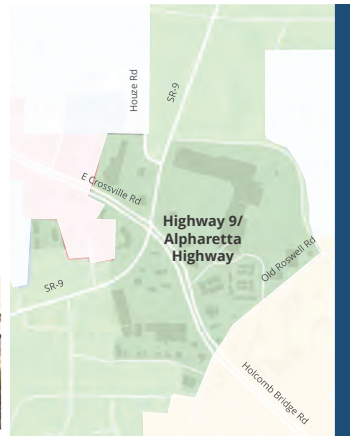 Houze Rd
SR-9
E Crossville Rd
Highway 9/
Alpharetta
Highway
Old Roswell Rd
SR-9
Holcomb Bridge Rd